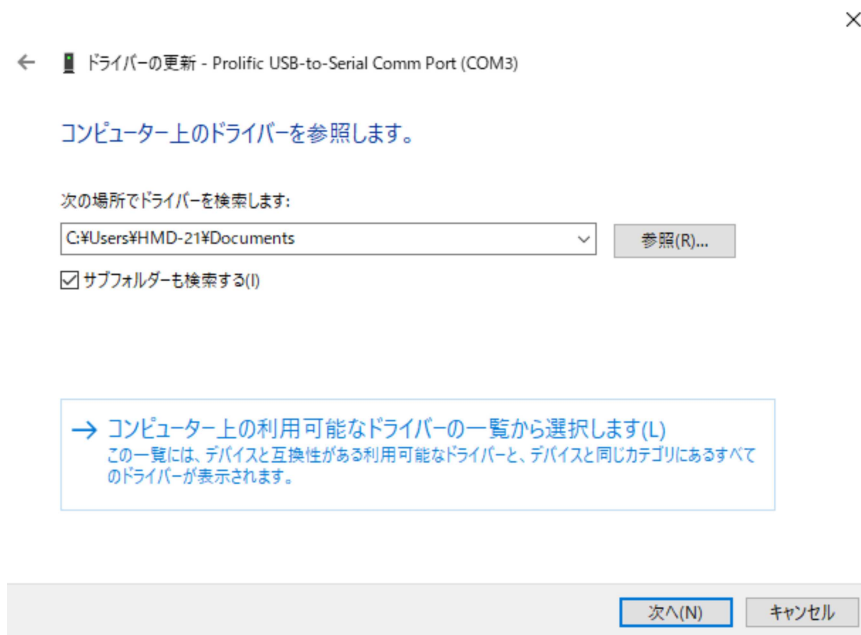 ドライバーの更新 - Prolific USB-to-Serial Comm Port (COM3)
コンピューター上のドライバーを参照します。
次の場所でドライバーを検索します:
C:¥Users¥HMD-21¥Documents
参照(R)...
サブフォルダーも検索する(I)
コンピューター上の利用可能なドライバーの一覧から選択します(L)
この一覧には、デバイスと互換性がある利用可能なドライバーと、デバイスと同じカテゴリにあるすべて
のドライバーが表示されます。
次へ(N)
キャンセル